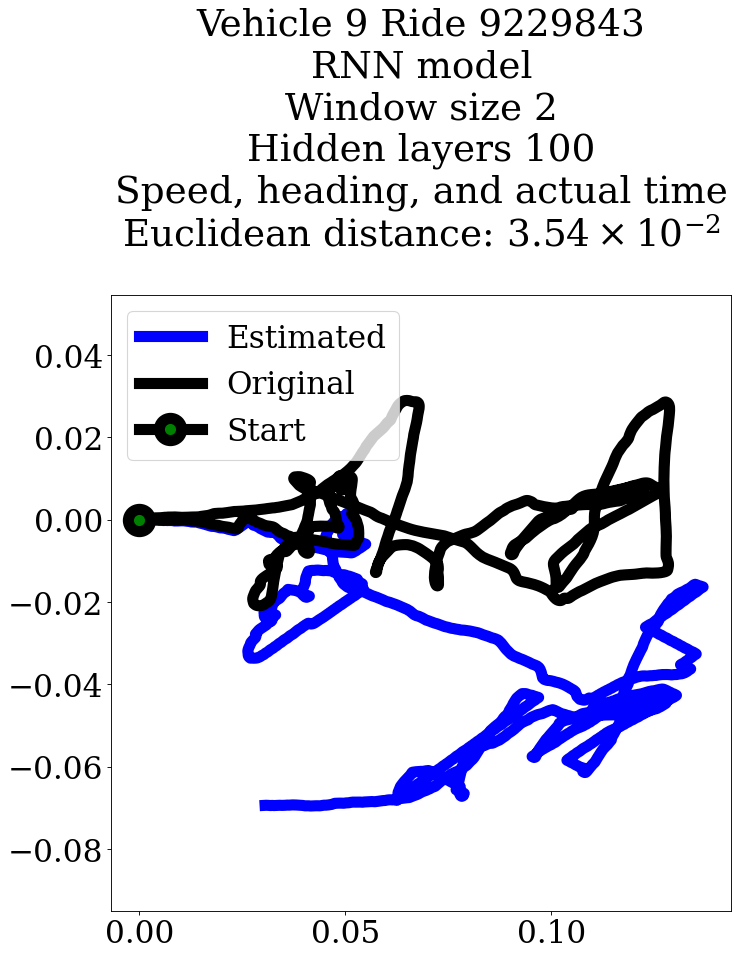 Vehicle 9 Ride 9229843
RNN model
Window size 2
Hidden layers 100
Speed, heading, and actual time
Euclidean distance: 3.54 × 10⁻²
Estimated
Original
Start
0.04
0.02
0.00
−0.02
−0.04
−0.06
−0.08
0.00 0.05 0.10